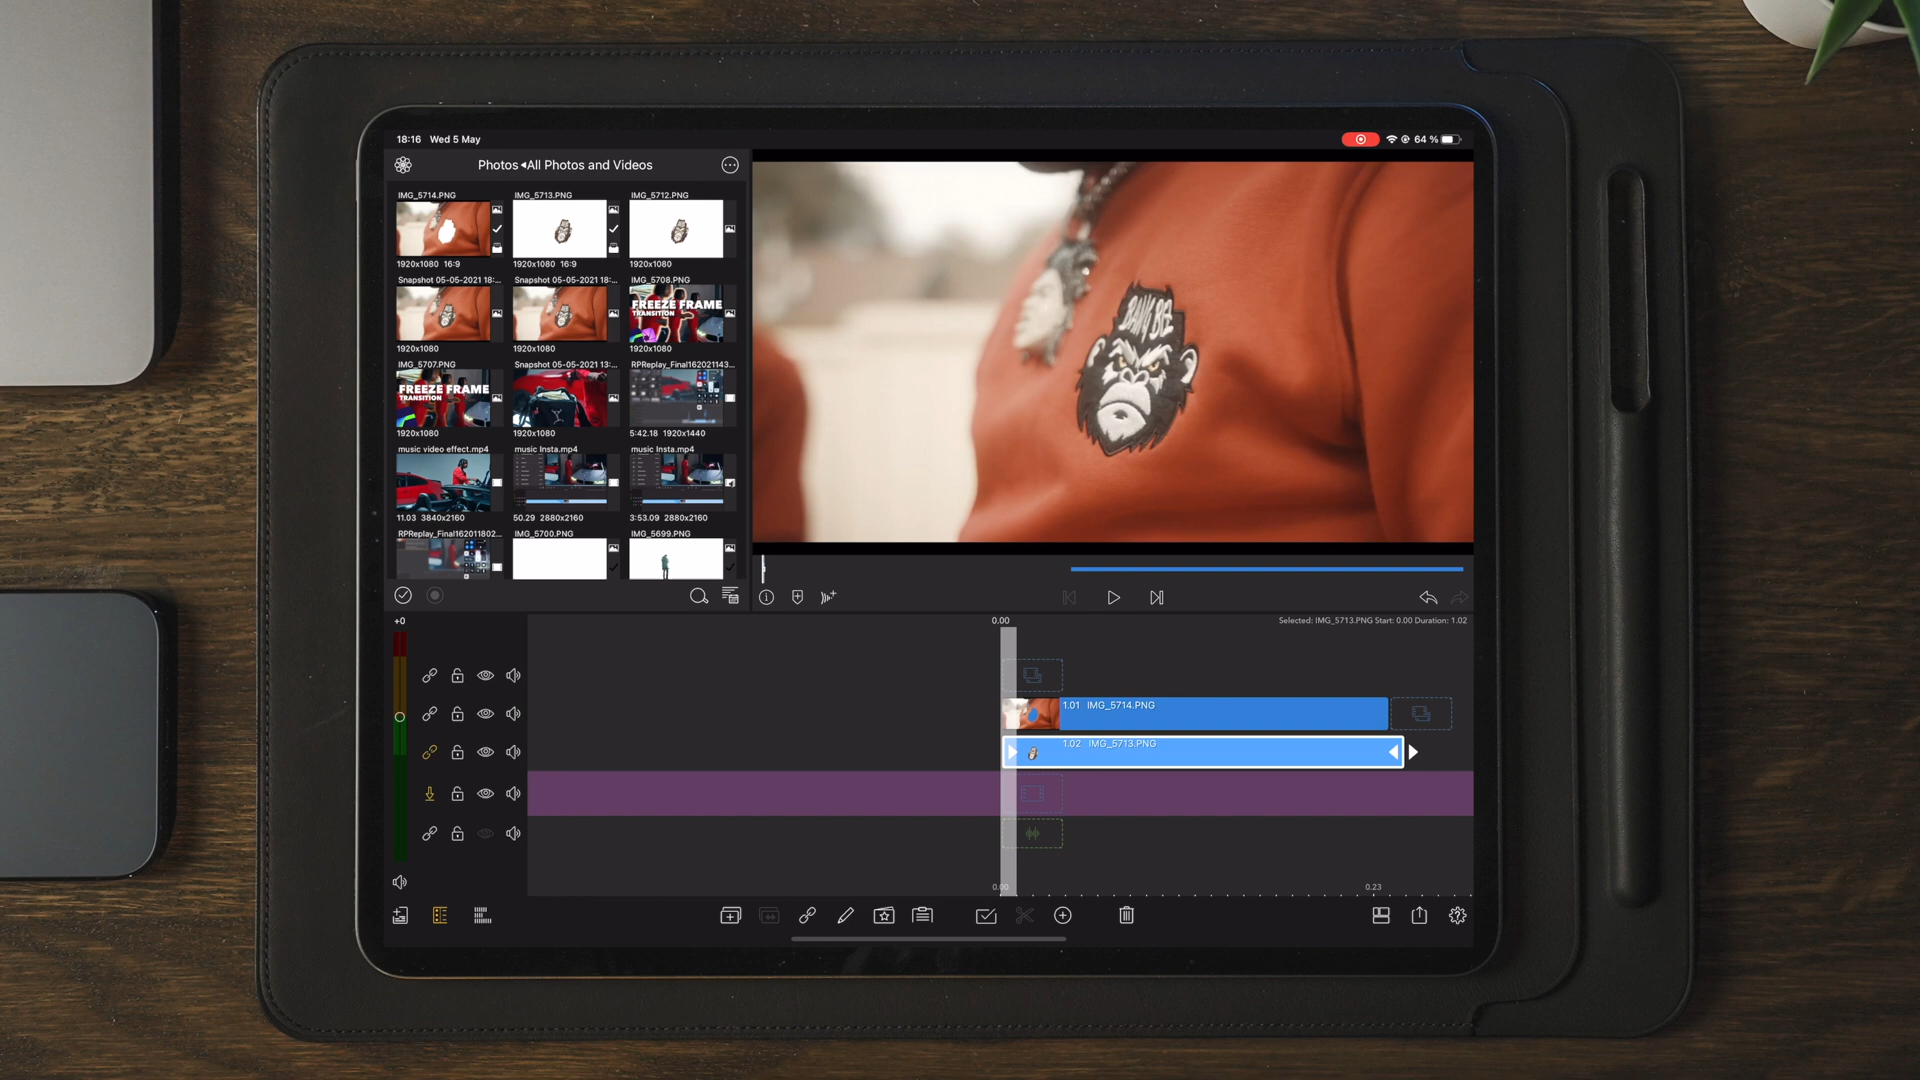 18:16 Wed 5 May
64 %
Photos ◂All Photos and Videos
IMG_5714.PNG IMG_5713.PNG IMG_5712.PNG
1920x1080 16:9 1920x1080 16:9 1920x1080
Snapshot 05-05-2021 18:... Snapshot 05-05-2021 18:... IMG_5708.PNG
FREEZE FRAME
TRANSITION
1920x1080 1920x1080 1920x1080
IMG_5707.PNG Snapshot 05-05-2021 13:... RPReplay_Final162021143...
FREEZE FRAME
TRANSITION
1920x1080 1920x1080 5:42.18 1920x1440
music video effect.mp4 music Insta.mp4 music Insta.mp4
11.03 3840x2160 50.29 2880x2160 3:53.09 2880x2160
RPReplay_Final162011802... IMG_5700.PNG IMG_5699.PNG
+0
0.00
Selected: IMG_5713.PNG Start: 0.00 Duration: 1.02
1.01 IMG_5714.PNG
1.02 IMG_5713.PNG
0.00
0.23